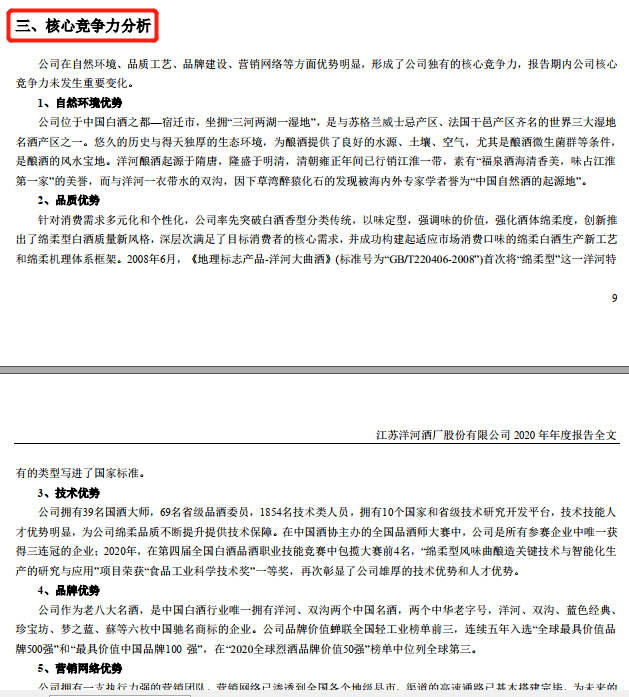 三、核心竞争力分析
公司在自然环境、品质工艺、品牌建设、营销网络等方面优势明显，形成了公司独有的核心竞争力，报告期内公司核心
竞争力未发生重要变化。
1、自然环境优势
公司位于中国白酒之都—宿迁市，坐拥“三河两湖一湿地”，是与苏格兰威士忌产区、法国干邑产区齐名的世界三大湿地
名酒产区之一。悠久的历史与得天独厚的生态环境，为酿酒提供了良好的水源、土壤、空气，尤其是酿酒微生菌群等条件，
是酿酒的风水宝地。洋河酿酒起源于隋唐，隆盛于明清，清朝雍正年间已行销江淮一带，素有“福泉酒海清香美，味占江淮
第一家”的美誉，而与洋河一衣带水的双沟，因下草湾醉猿化石的发现被海内外专家学者誉为“中国自然酒的起源地”。
2、品质优势
针对消费需求多元化和个性化，公司率先突破白酒香型分类传统，以味定型，强调味的价值，强化酒体绵柔度，创新推
出了绵柔型白酒质量新风格，深层次满足了目标消费者的核心需求，并成功构建起适应市场消费口味的绵柔白酒生产新工艺
和绵柔机理体系框架。2008年6月，《地理标志产品-洋河大曲酒》(标准号为“GB/T220406-2008”)首次将“绵柔型”这一洋河特
9
江苏洋河酒厂股份有限公司 2020 年年度报告全文
有的类型写进了国家标准。
3、技术优势
公司拥有39名国酒大师，69名省级品酒委员，1854名技术类人员，拥有10个国家和省级技术研究开发平台，技术技能人
才优势明显，为公司绵柔品质不断提升提供技术保障。在中国酒协主办的全国品酒师大赛中，公司是所有参赛企业中唯一获
得三连冠的企业；2020年，在第四届全国白酒品酒职业技能竞赛中包揽大赛前4名，“绵柔型风味曲酿造关键技术与智能化生
产的研究与应用”项目荣获“食品工业科学技术奖”一等奖，再次彰显了公司雄厚的技术优势和人才优势。
4、品牌优势
公司作为老八大名酒，是中国白酒行业唯一拥有洋河、双沟两个中国名酒，两个中华老字号，洋河、双沟、蓝色经典、
珍宝坊、梦之蓝、蘇等六枚中国驰名商标的企业。公司品牌价值蝉联全国轻工业榜单前三，连续五年入选“全球最具价值品
牌500强”和“最具价值中国品牌100 强”，在“2020全球烈酒品牌价值50强”榜单中位列全球第三。
5、营销网络优势
公司拥有一支执行力强的营销团队，营销网络已渗透到全国各个地级县市，渠道的高速通路已基本搭建完毕，为未来的